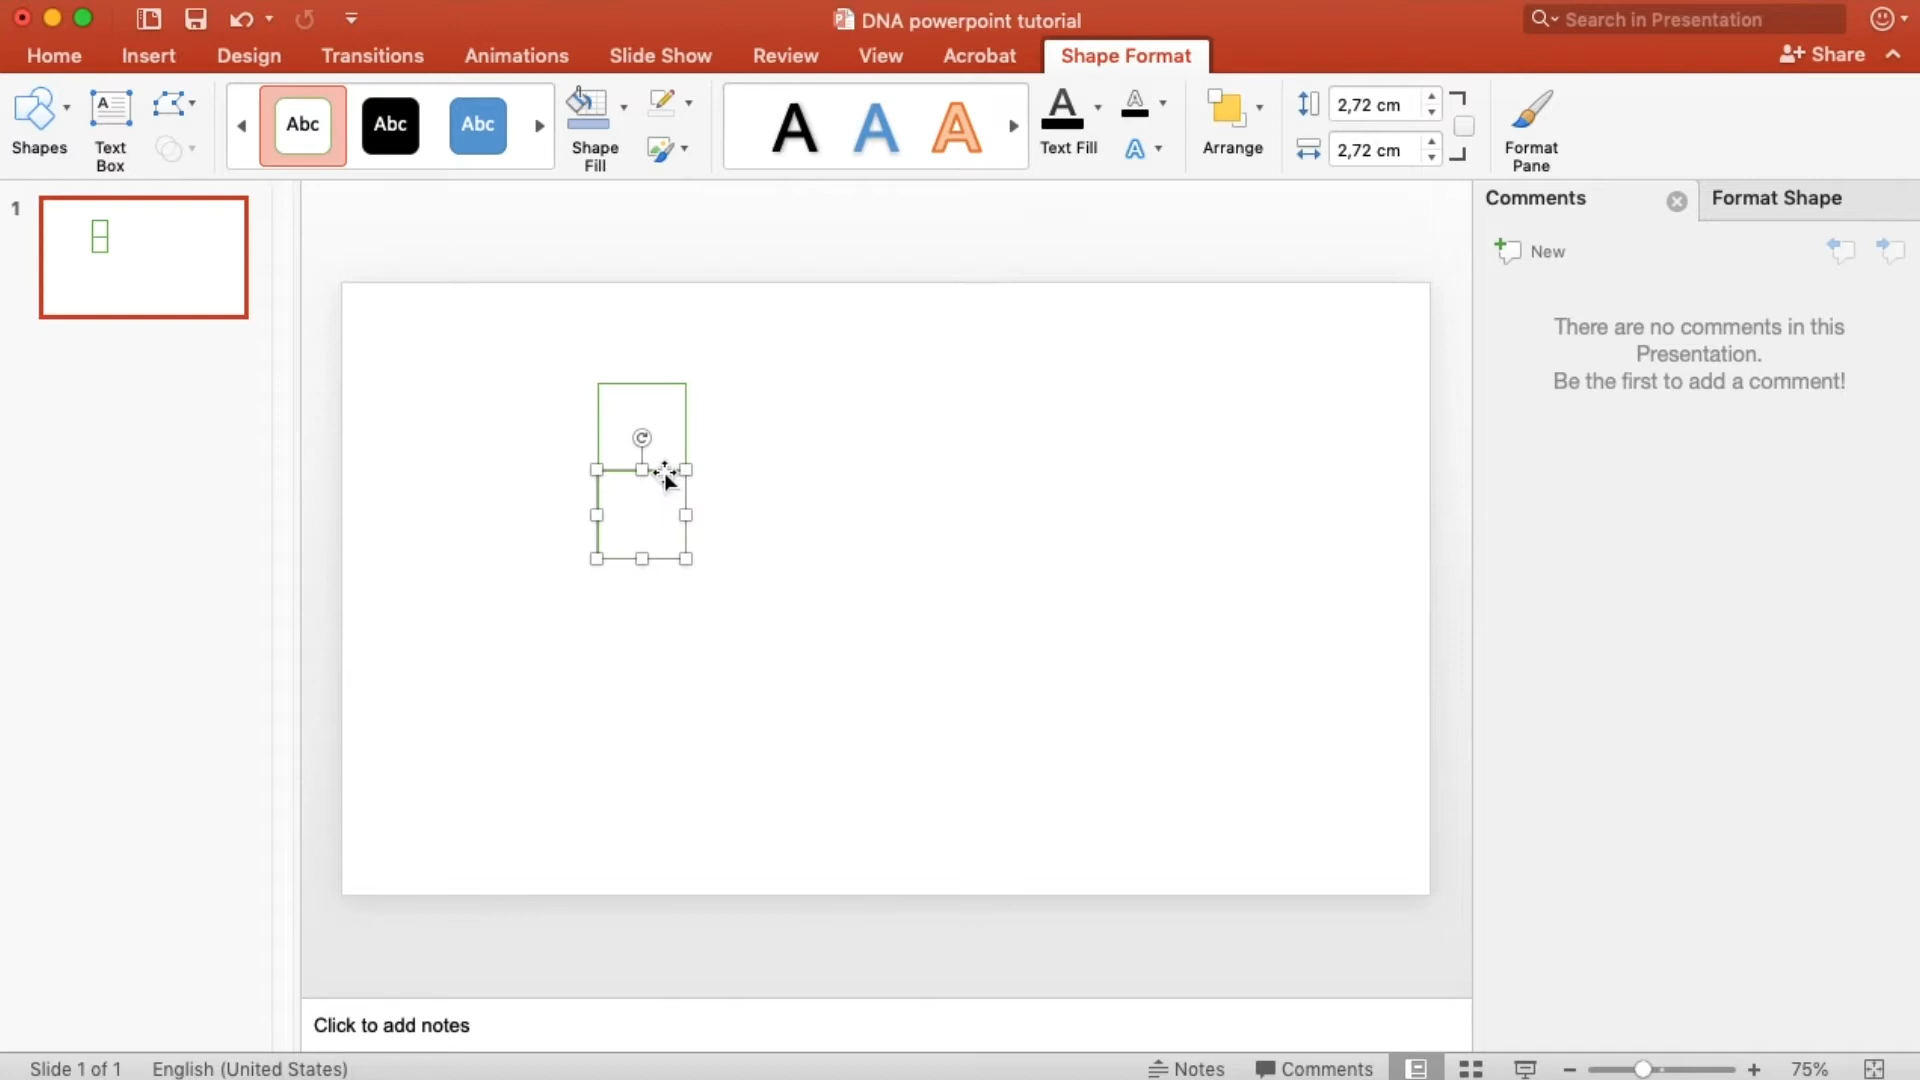 DNA powerpoint tutorial
Search in Presentation
Home Insert Design Transitions Animations Slide Show Review View Acrobat Shape Format
Share
Abc Abc Abc
A A A
2,72 cm
2,72 cm
Shapes
Text
Box
Shape
Fill
Text Fill
Arrange
Format
Pane
1
Comments
Format Shape
New
There are no comments in this
Presentation.
Be the first to add a comment!
Click to add notes
Slide 1 of 1 English (United States) Notes Comments 75%